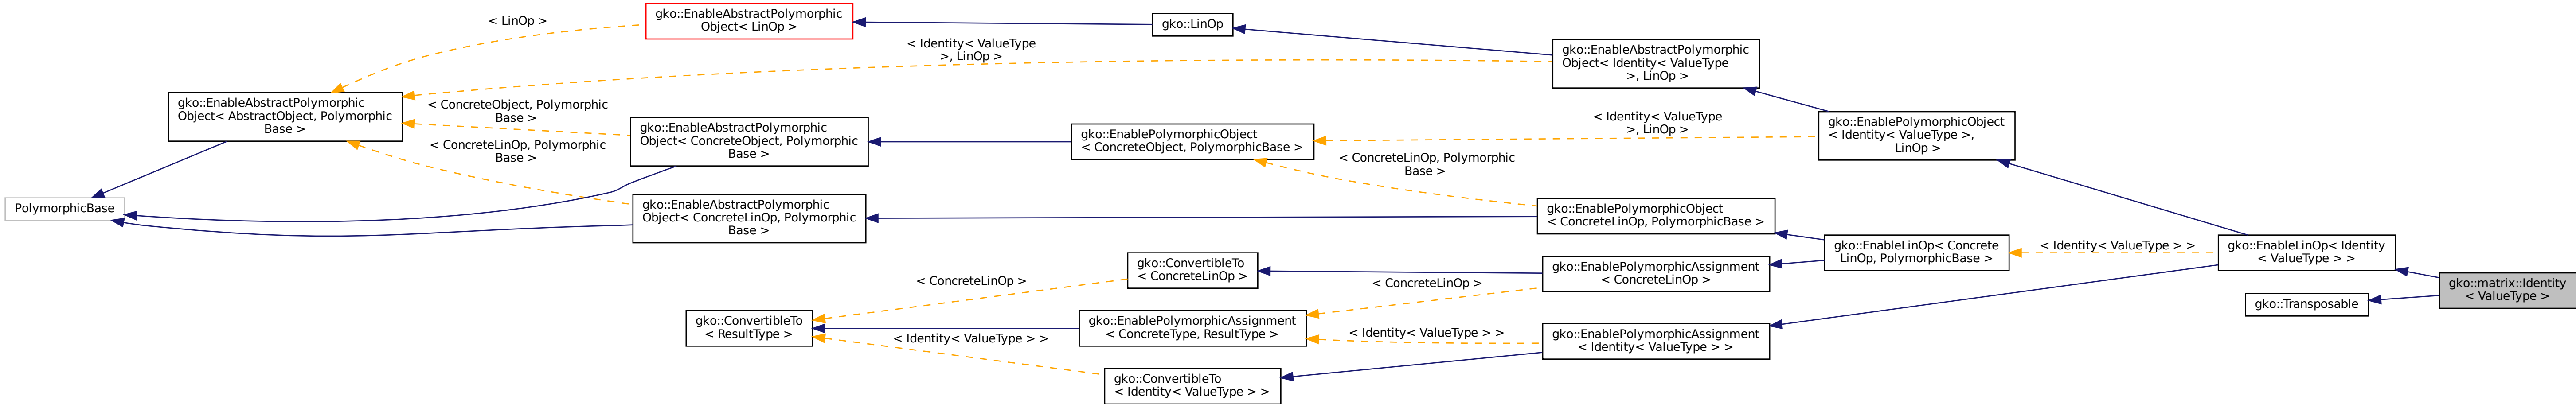 gko::EnableAbstractPolymorphic
Object< LinOp >
< LinOp >
gko::LinOp
< Identity< ValueType
>, LinOp >
gko::EnableAbstractPolymorphic
Object< Identity< ValueType
>, LinOp >
gko::EnableAbstractPolymorphic
Object< AbstractObject, Polymorphic
Base >
< ConcreteObject, Polymorphic
Base >
gko::EnableAbstractPolymorphic
Object< ConcreteObject, Polymorphic
Base >
gko::EnablePolymorphicObject
< ConcreteObject, PolymorphicBase >
< Identity< ValueType
>, LinOp >
gko::EnablePolymorphicObject
< Identity< ValueType >,
LinOp >
< ConcreteLinOp, Polymorphic
Base >
< ConcreteLinOp, Polymorphic
Base >
PolymorphicBase
gko::EnableAbstractPolymorphic
Object< ConcreteLinOp, Polymorphic
Base >
gko::EnablePolymorphicObject
< ConcreteLinOp, PolymorphicBase >
gko::EnableLinOp< Concrete
LinOp, PolymorphicBase >
< Identity< ValueType > >
gko::EnableLinOp< Identity
< ValueType > >
gko::ConvertibleTo
< ConcreteLinOp >
gko::EnablePolymorphicAssignment
< ConcreteLinOp >
< ConcreteLinOp >
< ConcreteLinOp >
gko::matrix::Identity
< ValueType >
gko::Transposable
gko::ConvertibleTo
< ResultType >
gko::EnablePolymorphicAssignment
< ConcreteType, ResultType >
< Identity< ValueType > >
< Identity< ValueType > >
gko::EnablePolymorphicAssignment
< Identity< ValueType > >
gko::ConvertibleTo
< Identity< ValueType > >